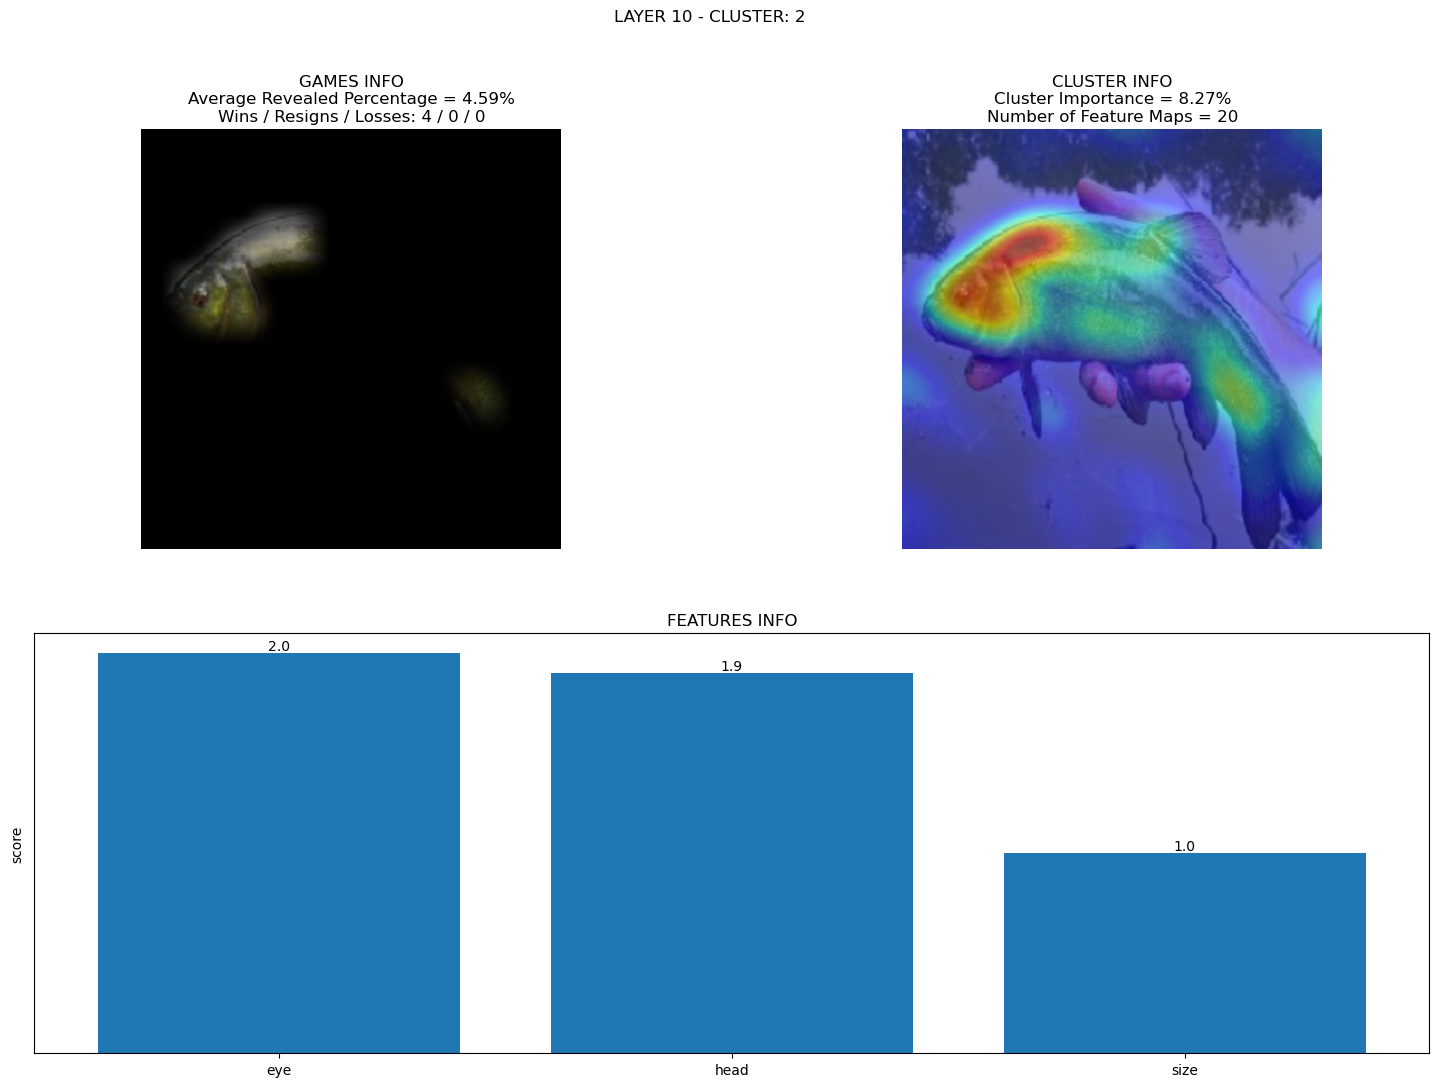 LAYER 10 - CLUSTER: 2
GAMES INFO
Average Revealed Percentage = 4.59%
Wins / Resigns / Losses: 4 / 0 / 0
CLUSTER INFO
Cluster Importance = 8.27%
Number of Feature Maps = 20
FEATURES INFO
score
2.0
1.9
1.0
eye
head
size